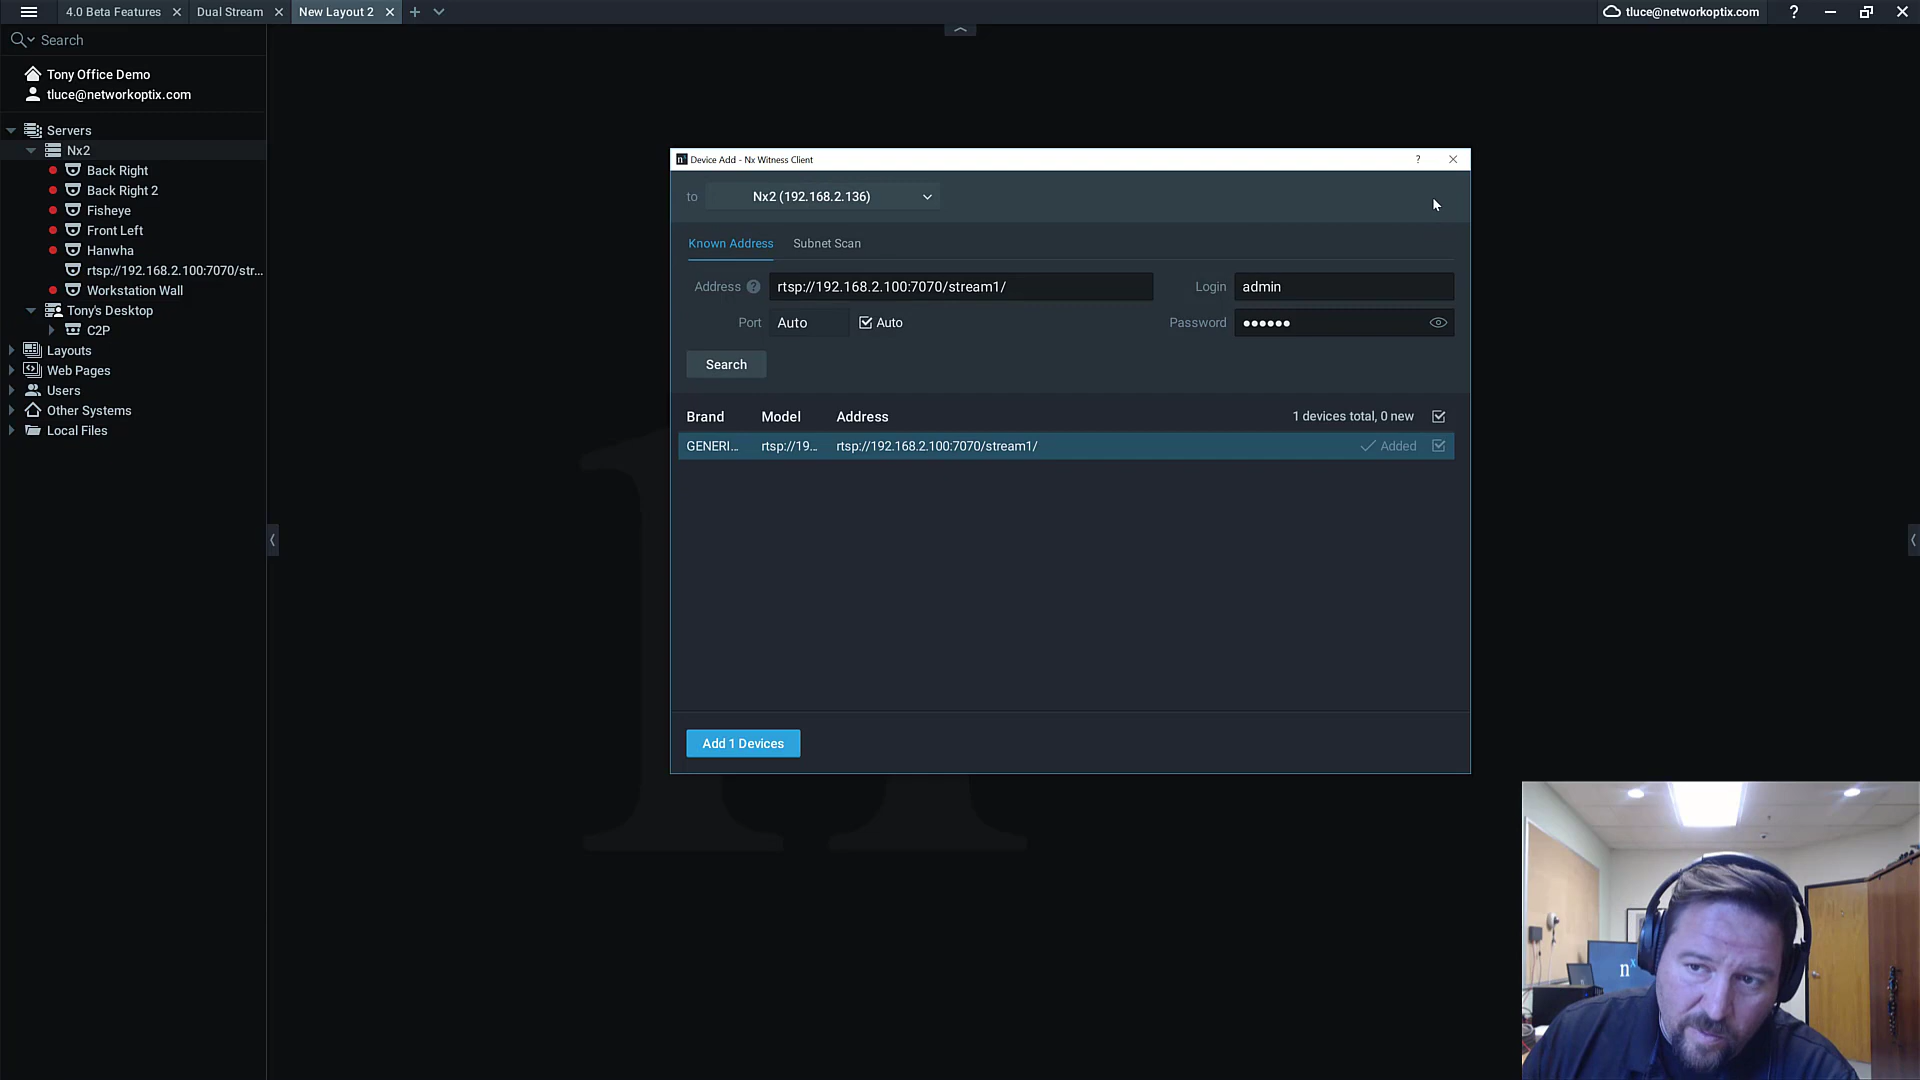 4.0 Beta Features
Dual Stream
New Layout 2
tluce@networkoptix.com
?
Search
Tony Office Demo
tluce@networkoptix.com
Servers
Nx2
Back Right
Back Right 2
Fisheye
Front Left
Hanwha
rtsp://192.168.2.100:7070/str...
Workstation Wall
Tony's Desktop
C2P
Layouts
Web Pages
Users
Other Systems
Local Files
Device Add - Nx Witness Client
?
to Nx2 (192.168.2.136)
Known Address Subnet Scan
Address ? rtsp://192.168.2.100:7070/stream1/ Login admin
Port Auto Auto Password ●●●●●●
Search
Brand Model Address 1 devices total, 0 new
GENERI... rtsp://19... rtsp://192.168.2.100:7070/stream1/ Added
Add 1 Devices
nx